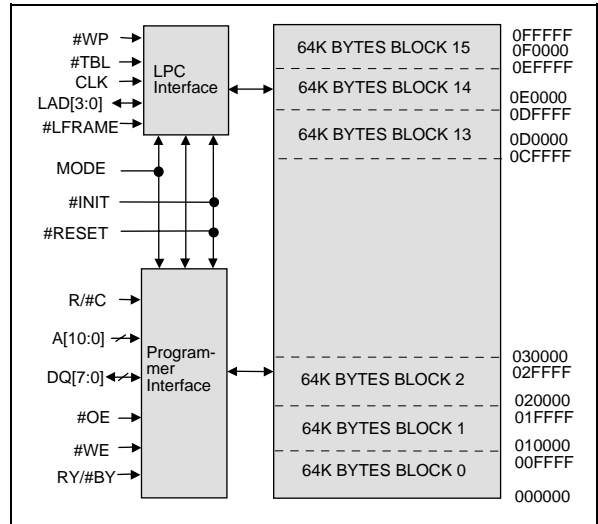 #WP
#TBL
CLK
LAD[3:0]
#LFRAME
MODE
#INIT
#RESET
R/#C
A[10:0]
DQ[7:0]
#OE
#WE
RY/#BY
LPC
Interface
Program-
mer
Interface
64K BYTES BLOCK 15
64K BYTES BLOCK 14
64K BYTES BLOCK 13
64K BYTES BLOCK 2
64K BYTES BLOCK 1
64K BYTES BLOCK 0
0FFFFF
0F0000
0EFFFF
0E0000
0DFFFF
0D0000
0CFFFF
030000
02FFFF
020000
01FFFF
010000
00FFFF
000000